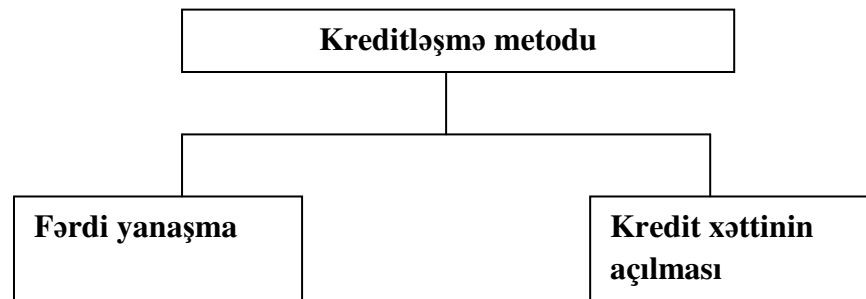 Kreditləşmə metodu
Fərdi yanaşma
Kredit xəttinin
açılması